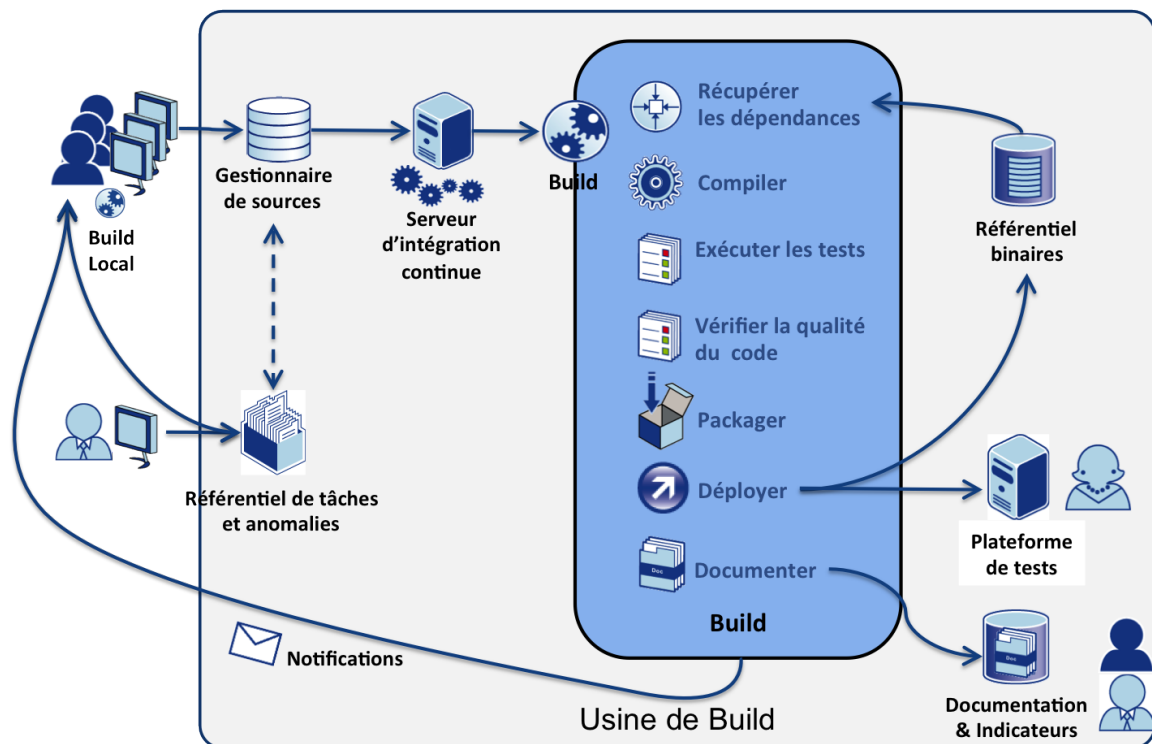 Build
Local
Gestionnaire
de sources
Serveur
d'intégration
continue
Build
Récupérer
les dépendances
Compiler
Exécuter les tests
Vérifier la qualité
du code
Packager
Déployer
Doc
Documenter
Build
Référentiel
binaires
Référentiel de tâches
et anomalies
Plateforme
de tests
Doc
Documentation
& Indicateurs
Notifications
Usine de Build